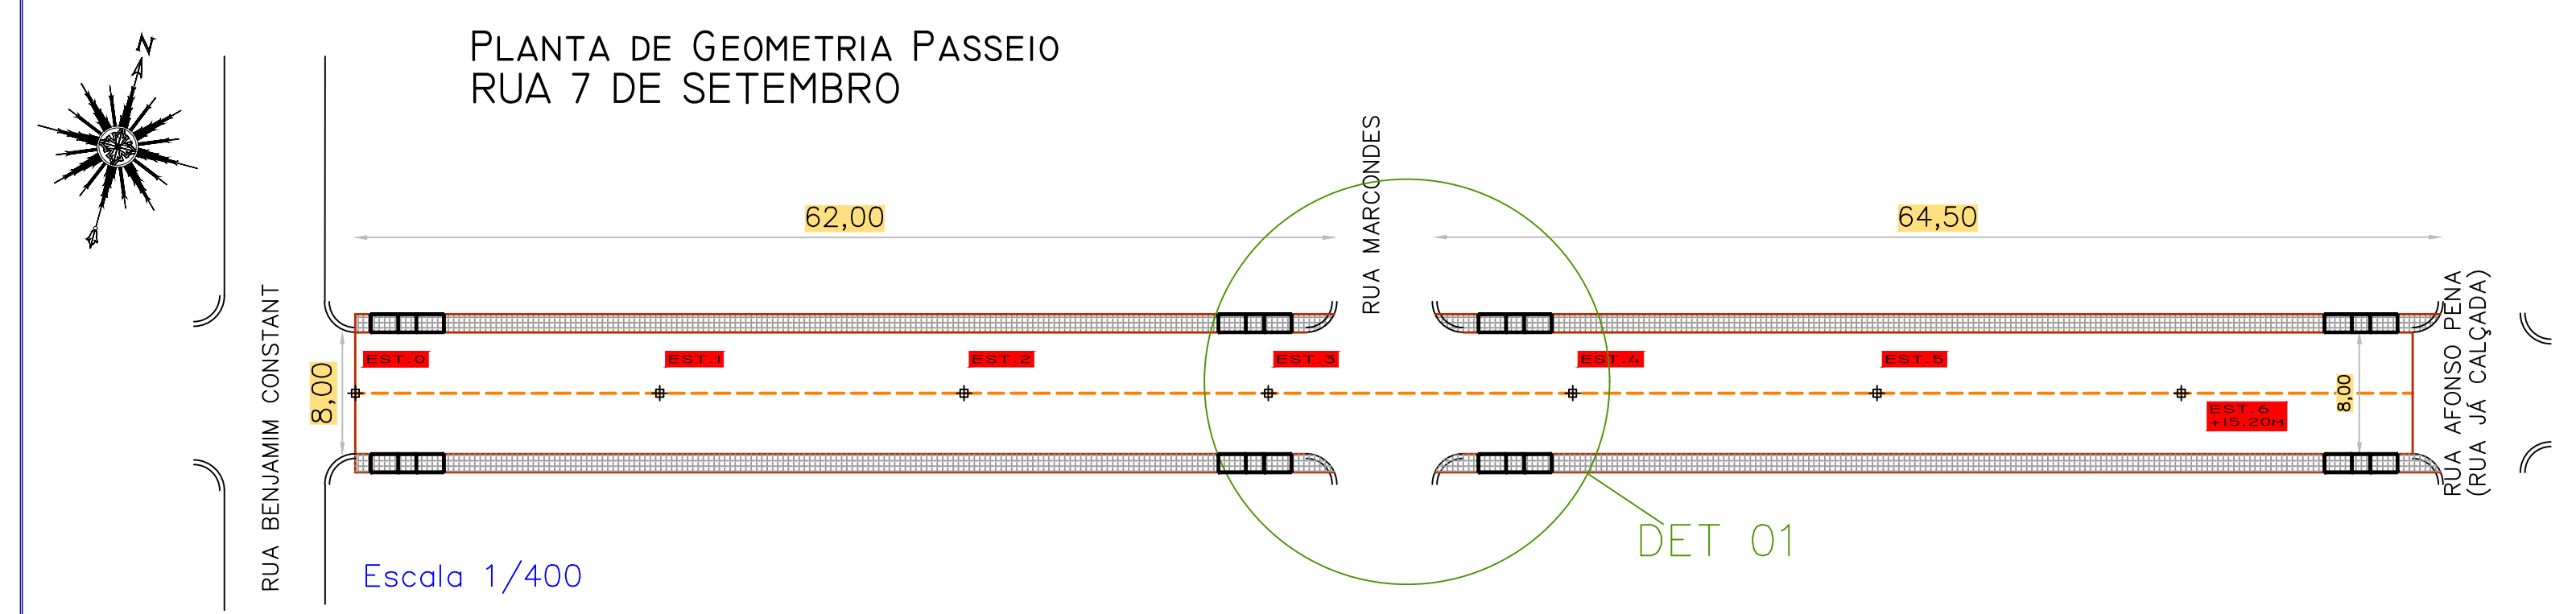 N
PLANTA DE GEOMETRIA PASSEIO
RUA 7 DE SETEMBRO
62,00
RUA MARCONDES
64,50
RUA BENJAMIM CONSTANT
8,00
EST.0
EST.1
EST.2
EST.3
EST.4
EST.5
EST.6
+15,20M
8,00
RUA AFONSO PENA
(RUA JÁ CALÇADA)
DET 01
Escala 1/400